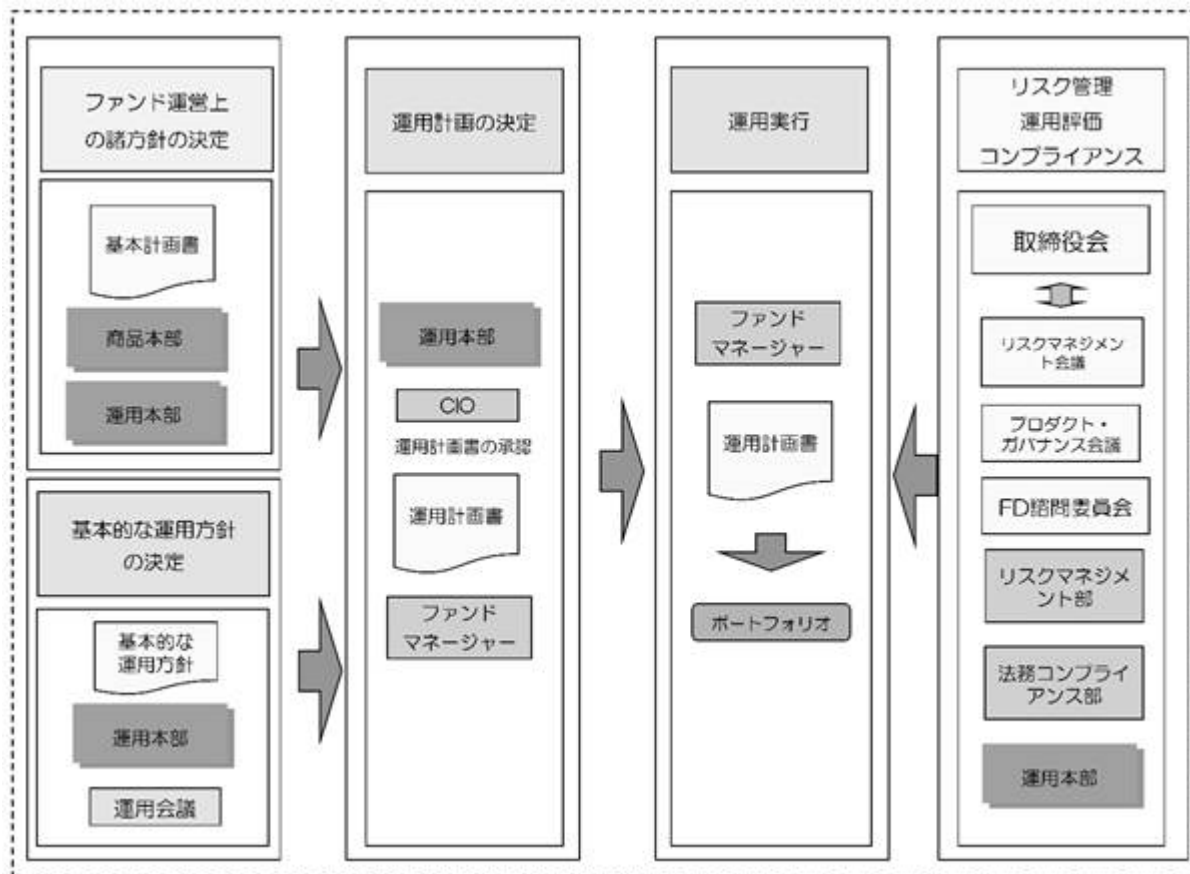 ファンド運営上
の諸方針の決定
基本計画書
商品本部
運用本部
基本的な運用方針
の決定
基本的な
運用方針
運用本部
運用会議
運用計画の決定
運用本部
CIO
運用計画書の承認
運用計画書
ファンド
マネージャー
運用実行
ファンド
マネージャー
運用計画書
ポートフォリオ
リスク管理
運用評価
コンプライアンス
取締役会
リスクマネジメン
ト会議
プロダクト・
ガバナンス会議
FD諮問委員会
リスクマネジメ
ント部
法務コンプライ
アンス部
運用本部